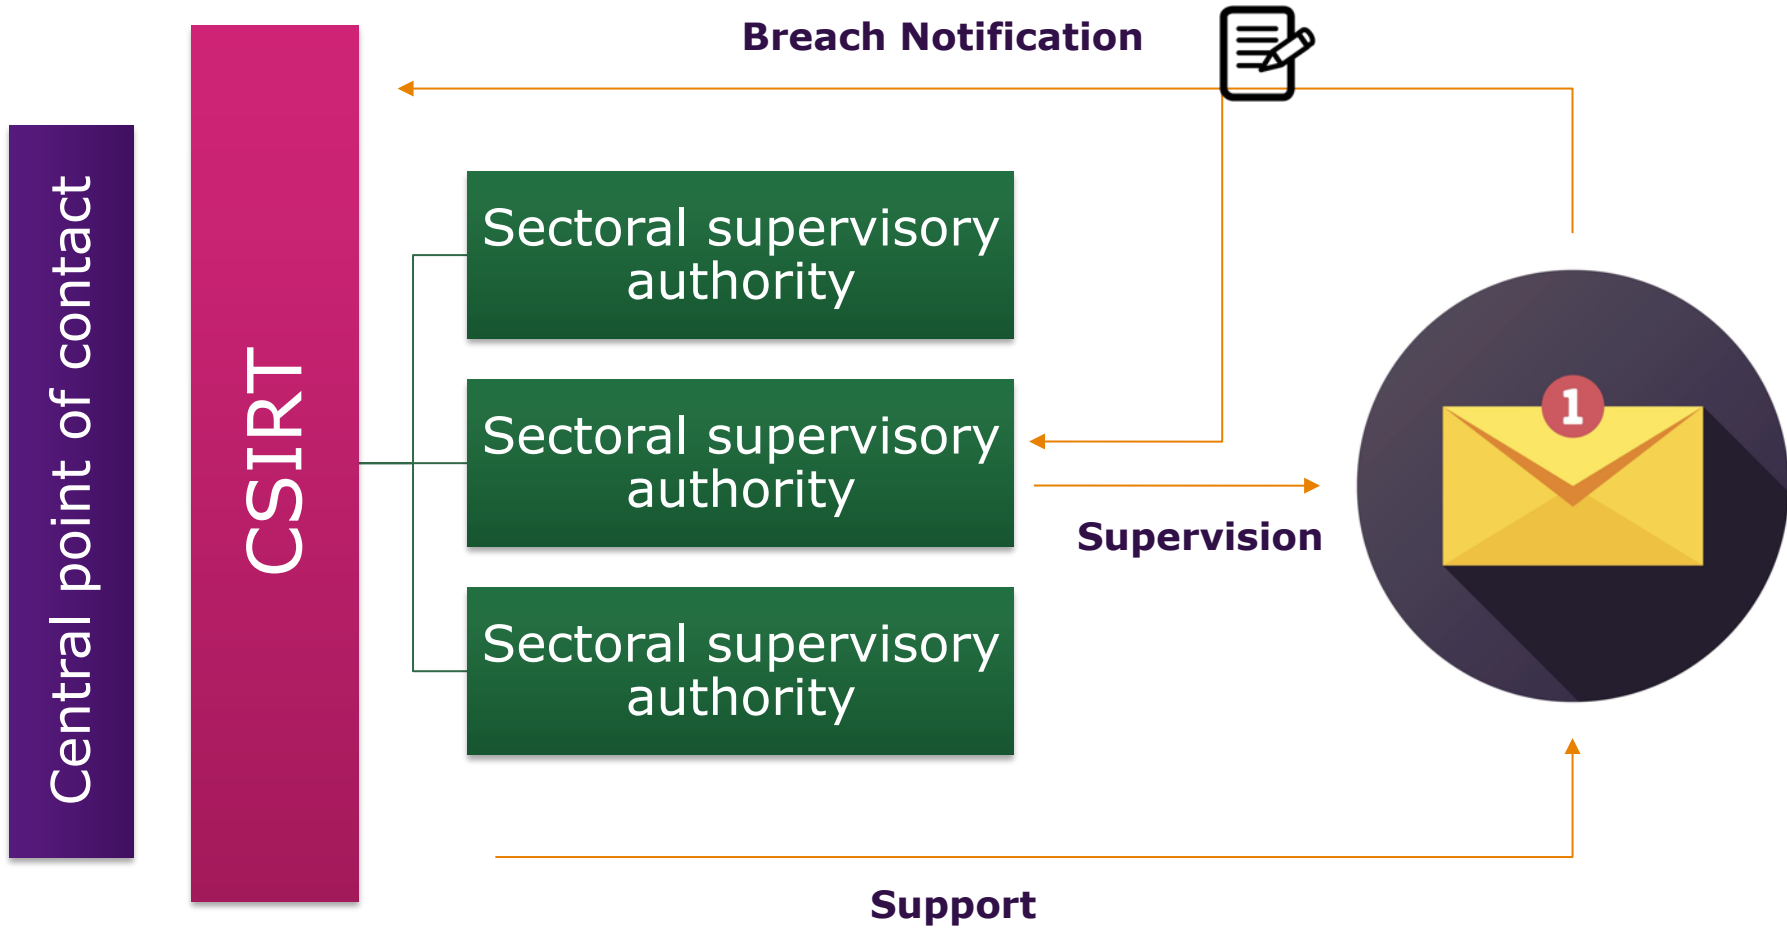 Breach Notification
Central point of contact
CSIRT
Sectoral supervisory
authority
Sectoral supervisory
authority
Sectoral supervisory
authority
1
Supervision
Support